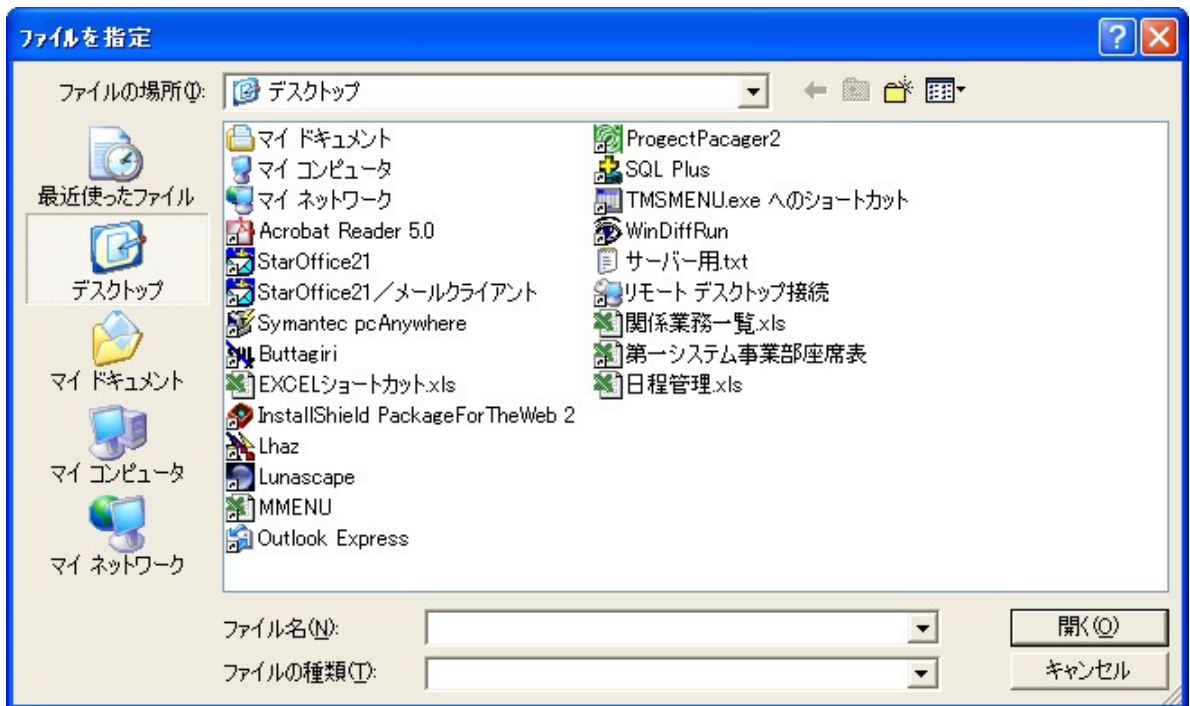 ファイルを指定
ファイルの場所(I):
デスクトップ
最近使ったファイル
デスクトップ
マイ ドキュメント
マイ コンピュータ
マイ ネットワーク
マイ ドキュメント
マイ コンピュータ
マイ ネットワーク
Acrobat Reader 5.0
StarOffice21
StarOffice21/メールクライアント
Symantec pcAnywhere
Buttagiri
EXCELショートカット.xls
InstallShield PackageForTheWeb 2
Lhaz
Lunascape
MMENU
Outlook Express
ProgectPacager2
SQL Plus
TMSMENU.exe へのショートカット
WinDiffRun
サーバー用.txt
リモート デスクトップ接続
関係業務一覧.xls
第一システム事業部座席表
日程管理.xls
ファイル名(N):
開く(O)
ファイルの種類(T):
キャンセル